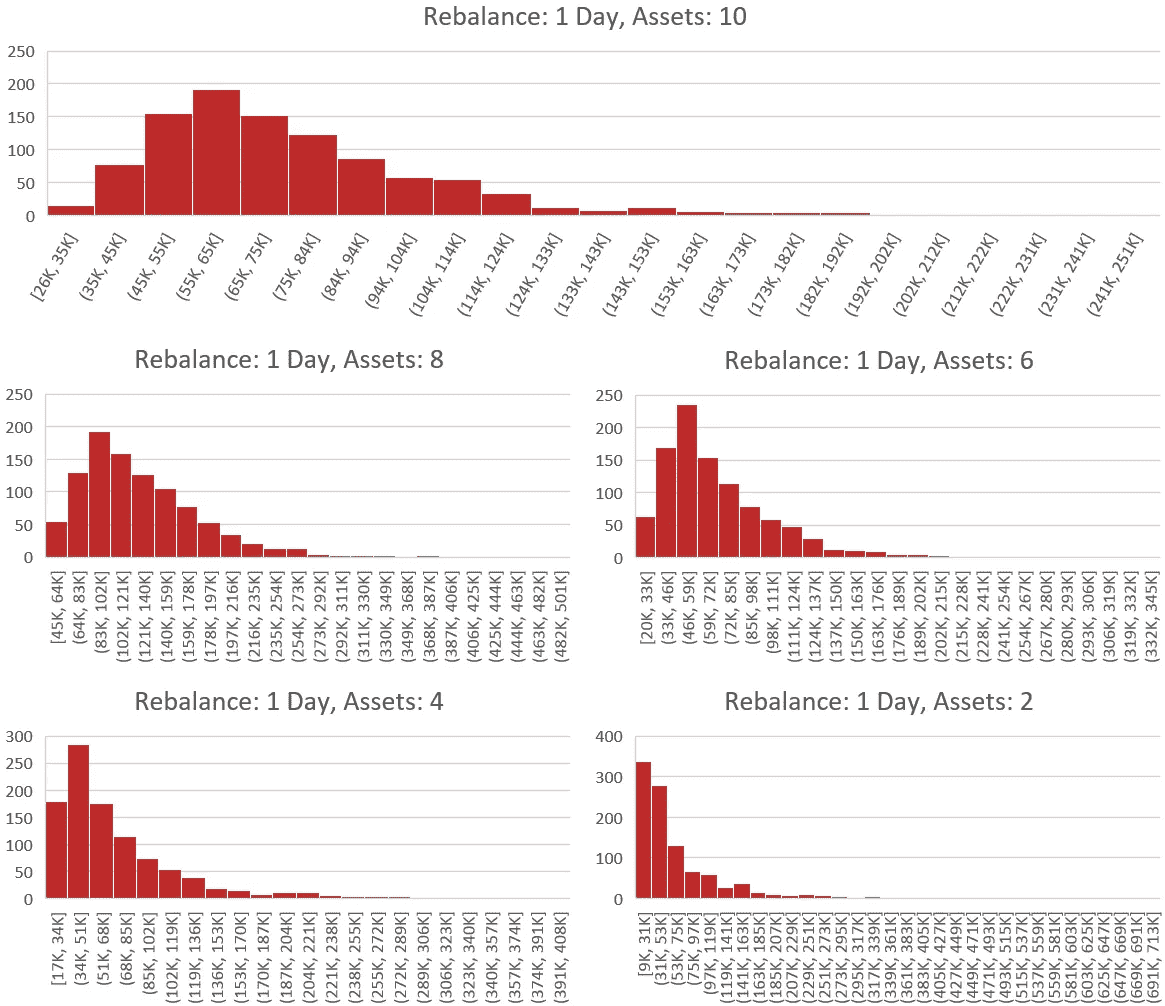 Rebalance: 1 Day, Assets: 10
250
200
150
100
50
0
[26K, 35K]
(35K, 45K]
(45K, 55K]
(55K, 65K]
(65K, 75K]
(75K, 84K]
(84K, 94K]
(94K, 104K]
(104K, 114K]
(114K, 124K]
(124K, 133K]
(133K, 143K]
(143K, 153K]
(153K, 163K]
(163K, 173K]
(173K, 182K]
(182K, 192K]
(192K, 202K]
(202K, 212K]
(212K, 222K]
(222K, 231K]
(231K, 241K]
(241K, 251K]
Rebalance: 1 Day, Assets: 8
250
200
150
100
50
0
[45K, 64K]
(64K, 83K]
(83K, 102K]
(102K, 121K]
(121K, 140K]
(140K, 159K]
(159K, 178K]
(178K, 197K]
(197K, 216K]
(216K, 235K]
(235K, 254K]
(254K, 273K]
(273K, 292K]
(292K, 311K]
(311K, 330K]
(330K, 349K]
(349K, 368K]
(368K, 387K]
(387K, 406K]
(406K, 425K]
(425K, 444K]
(444K, 463K]
(463K, 482K]
(482K, 501K]
Rebalance: 1 Day, Assets: 6
250
200
150
100
50
0
[20K, 33K]
(33K, 46K]
(46K, 59K]
(59K, 72K]
(72K, 85K]
(85K, 98K]
(98K, 111K]
(111K, 124K]
(124K, 137K]
(137K, 150K]
(150K, 163K]
(163K, 176K]
(176K, 189K]
(189K, 202K]
(202K, 215K]
(215K, 228K]
(228K, 241K]
(241K, 254K]
(254K, 267K]
(267K, 280K]
(280K, 293K]
(293K, 306K]
(306K, 319K]
(319K, 332K]
(332K, 345K]
Rebalance: 1 Day, Assets: 4
300
250
200
150
100
50
0
[17K, 34K]
(34K, 51K]
(51K, 68K]
(68K, 85K]
(85K, 102K]
(102K, 119K]
(119K, 136K]
(136K, 153K]
(153K, 170K]
(170K, 187K]
(187K, 204K]
(204K, 221K]
(221K, 238K]
(238K, 255K]
(255K, 272K]
(272K, 289K]
(289K, 306K]
(306K, 323K]
(323K, 340K]
(340K, 357K]
(357K, 374K]
(374K, 391K]
(391K, 408K]
Rebalance: 1 Day, Assets: 2
400
300
200
100
0
[9K, 31K]
(31K, 53K]
(53K, 75K]
(75K, 97K]
(97K, 119K]
(119K, 141K]
(141K, 163K]
(163K, 185K]
(185K, 207K]
(207K, 229K]
(229K, 251K]
(251K, 273K]
(273K, 295K]
(295K, 317K]
(317K, 339K]
(339K, 361K]
(361K, 383K]
(383K, 405K]
(405K, 427K]
(427K, 449K]
(449K, 471K]
(471K, 493K]
(493K, 515K]
(515K, 537K]
(537K, 559K]
(559K, 581K]
(581K, 603K]
(603K, 625K]
(625K, 647K]
(647K, 669K]
(669K, 691K]
(691K, 713K]